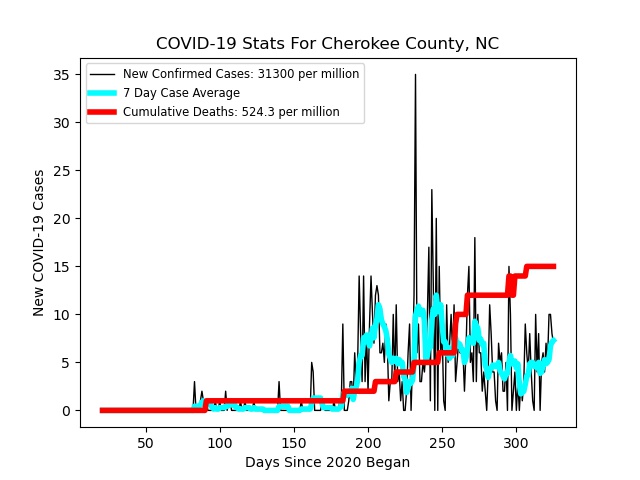 COVID-19 Stats For Cherokee County, NC
New Confirmed Cases: 31300 per million
7 Day Case Average
Cumulative Deaths: 524.3 per million
New COVID-19 Cases
35
30
25
20
15
10
5
0
50
100
150
200
250
300
Days Since 2020 Began